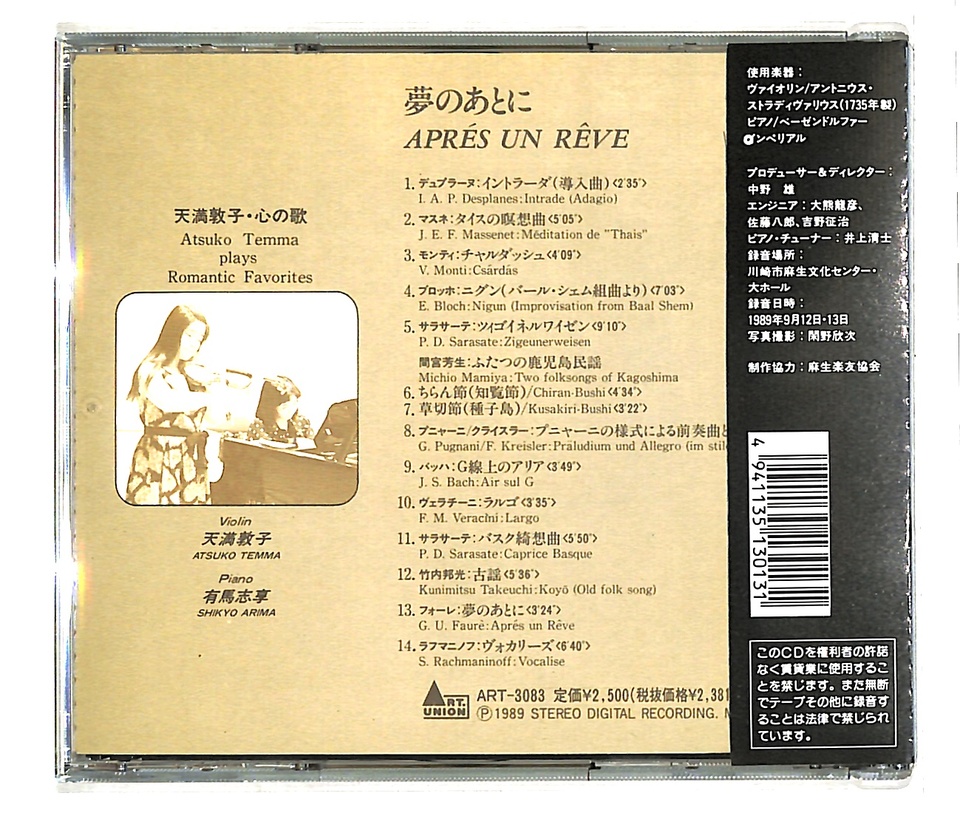 夢のあとに
APRÉS UN RÊVE
天満敦子・心の歌
Atsuko Temma
plays
Romantic Favorites
Violin
天満敦子
ATSUKO TEMMA
Piano
有馬志享
SHIKYO ARIMA
1. デュプラーヌ:イントラーダ(導入曲)<2'35">
I. A. P. Desplanes:Intrade (Adagio)
2. マスネ:タイスの瞑想曲<5'05">
J. E. F. Massenet:Méditation de "Thais"
3. モンティ:チャルダッシュ<4'09">
V. Monti:Csárdás
4. ブロッホ:ニグン(バール・シェム組曲より)<7'03">
E. Bloch:Nigun (Improvisation from Baal Shem)
5. サラサーテ:ツィゴイネルワイゼン<9'10">
P. D. Sarasate:Zigeunerweisen
間宮芳生:ふたつの鹿児島民謡
Michio Mamiya:Two folksongs of Kagoshima
6. ちらん節(知覧節)/Chiran-Bushi<4'34">
7. 草切節(種子島)/Kusakiri-Bushi<3'22">
8. プニャーニ/クライスラー:プニャーニの様式による前奏曲と
G. Pugnani/F. Kreisler:Präludium und Allegro (im stil
9. バッハ:G線上のアリア<3'49">
J. S. Bach:Air sul G
10. ヴェラチーニ:ラルゴ<3'35">
F. M. Veracini:Largo
11. サラサーテ:バスク綺想曲<5'50">
P. D. Sarasate:Caprice Basque
12. 竹内邦光:古謡<5'36">
Kunimitsu Takeuchi:Koyō (Old folk song)
13. フォーレ:夢のあとに<3'24">
G. U. Faurè:Aprés un Rêve
14. ラフマニノフ:ヴォカリーズ<6'40">
S. Rachmaninoff:Vocalise
ART UNION
ART-3083 定価¥2,500(税抜価格¥2,381
Ⓟ1989 STEREO DIGITAL RECORDING.
使用楽器:
ヴァイオリン/アントニウス・
ストラディヴァリウス(1735年製)
ピアノ/ベーゼンドルファー
インペリアル
プロデューサー&ディレクター:
中野 雄
エンジニア:大熊龍彦、
佐藤八郎、吉野征治
ピアノ・チューナー:井上清士
録音場所:
川崎市麻生文化センター・
大ホール
録音日時:
1989年9月12日・13日
写真撮影:関野欣次
制作協力:麻生楽友協会
4 941135 130131
このCDを権利者の許諾
なく賃貸業に使用するこ
とを禁じます。また無断
でテープその他に録音す
ることは法律で禁じられ
ています。